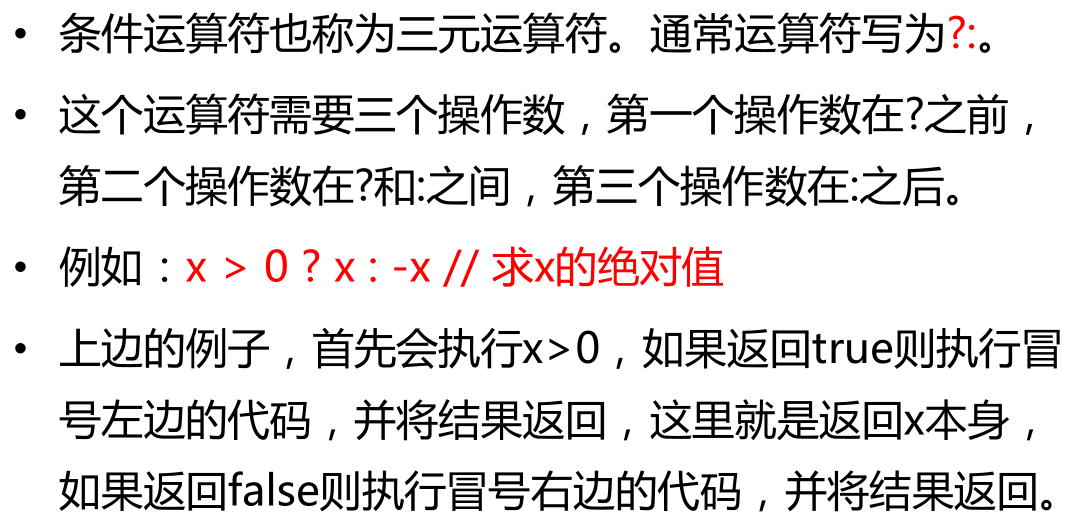 • 条件运算符也称为三元运算符。通常运算符写为?:。
• 这个运算符需要三个操作数，第一个操作数在?之前，
第二个操作数在?和:之间，第三个操作数在:之后。
• 例如：x > 0 ? x : -x // 求x的绝对值
• 上边的例子，首先会执行x>0，如果返回true则执行冒
号左边的代码，并将结果返回，这里就是返回x本身，
如果返回false则执行冒号右边的代码，并将结果返回。